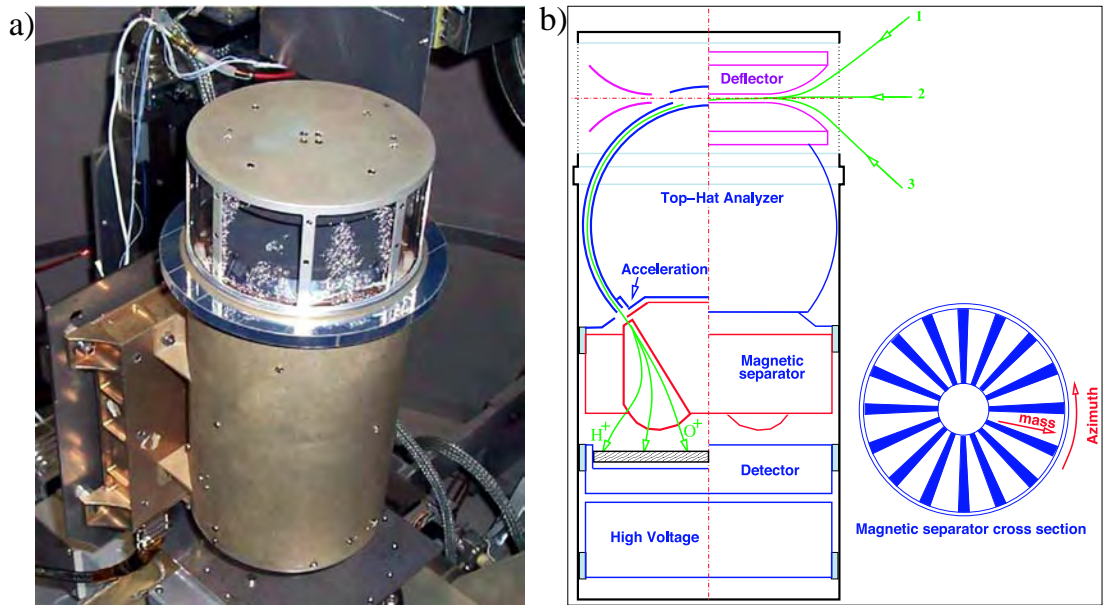 a)
b)
1
Deflector
2
3
Top–Hat Analyzer
Acceleration
Magnetic
separator
H+
O+
mass
Azimuth
Detector
High Voltage
Magnetic separator cross section